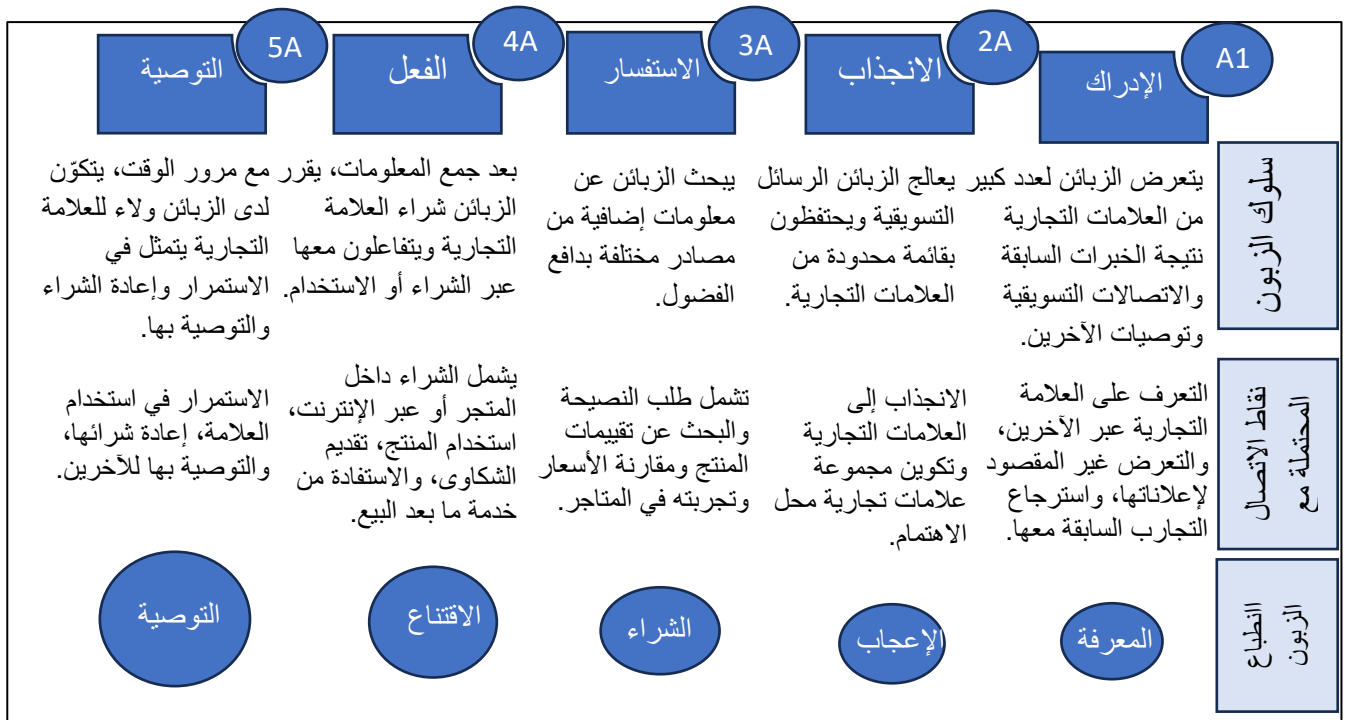 A1
الإدراك
2A
الانجذاب
3A
الاستفسار
4A
الفعل
5A
التوصية
سلوك الزبون
يتعرض الزبائن لعدد كبير
من العلامات التجارية
نتيجة الخبرات السابقة
والاتصالات التسويقية
وتوصيات الآخرين.
يعالج الزبائن الرسائل
التسويقية ويحتفظون
بقائمة محدودة من
العلامات التجارية.
يبحث الزبائن عن
معلومات إضافية من
مصادر مختلفة بدافع
الفضول.
بعد جمع المعلومات، يقرر
الزبائن شراء العلامة
التجارية ويتفاعلون معها
عبر الشراء أو الاستخدام.
مع مرور الوقت، يتكوّن
لدى الزبائن ولاء للعلامة
التجارية يتمثل في
الاستمرار وإعادة الشراء
والتوصية بها.
نقاط الاتصال
المحتملة مع
التعرف على العلامة
التجارية عبر الآخرين،
والتعرض غير المقصود
لإعلاناتها، واسترجاع
التجارب السابقة معها.
الانجذاب إلى
العلامات التجارية
وتكوين مجموعة
علامات تجارية محل
الاهتمام.
تشمل طلب النصيحة
والبحث عن تقييمات
المنتج ومقارنة الأسعار
وتجربته في المتاجر.
يشمل الشراء داخل
المتجر أو عبر الإنترنت،
استخدام المنتج، تقديم
الشكاوى، والاستفادة من
خدمة ما بعد البيع.
الاستمرار في استخدام
العلامة، إعادة شرائها،
والتوصية بها للآخرين.
اانطباع
الزبون
المعرفة
الإعجاب
الشراء
الاقتناع
التوصية